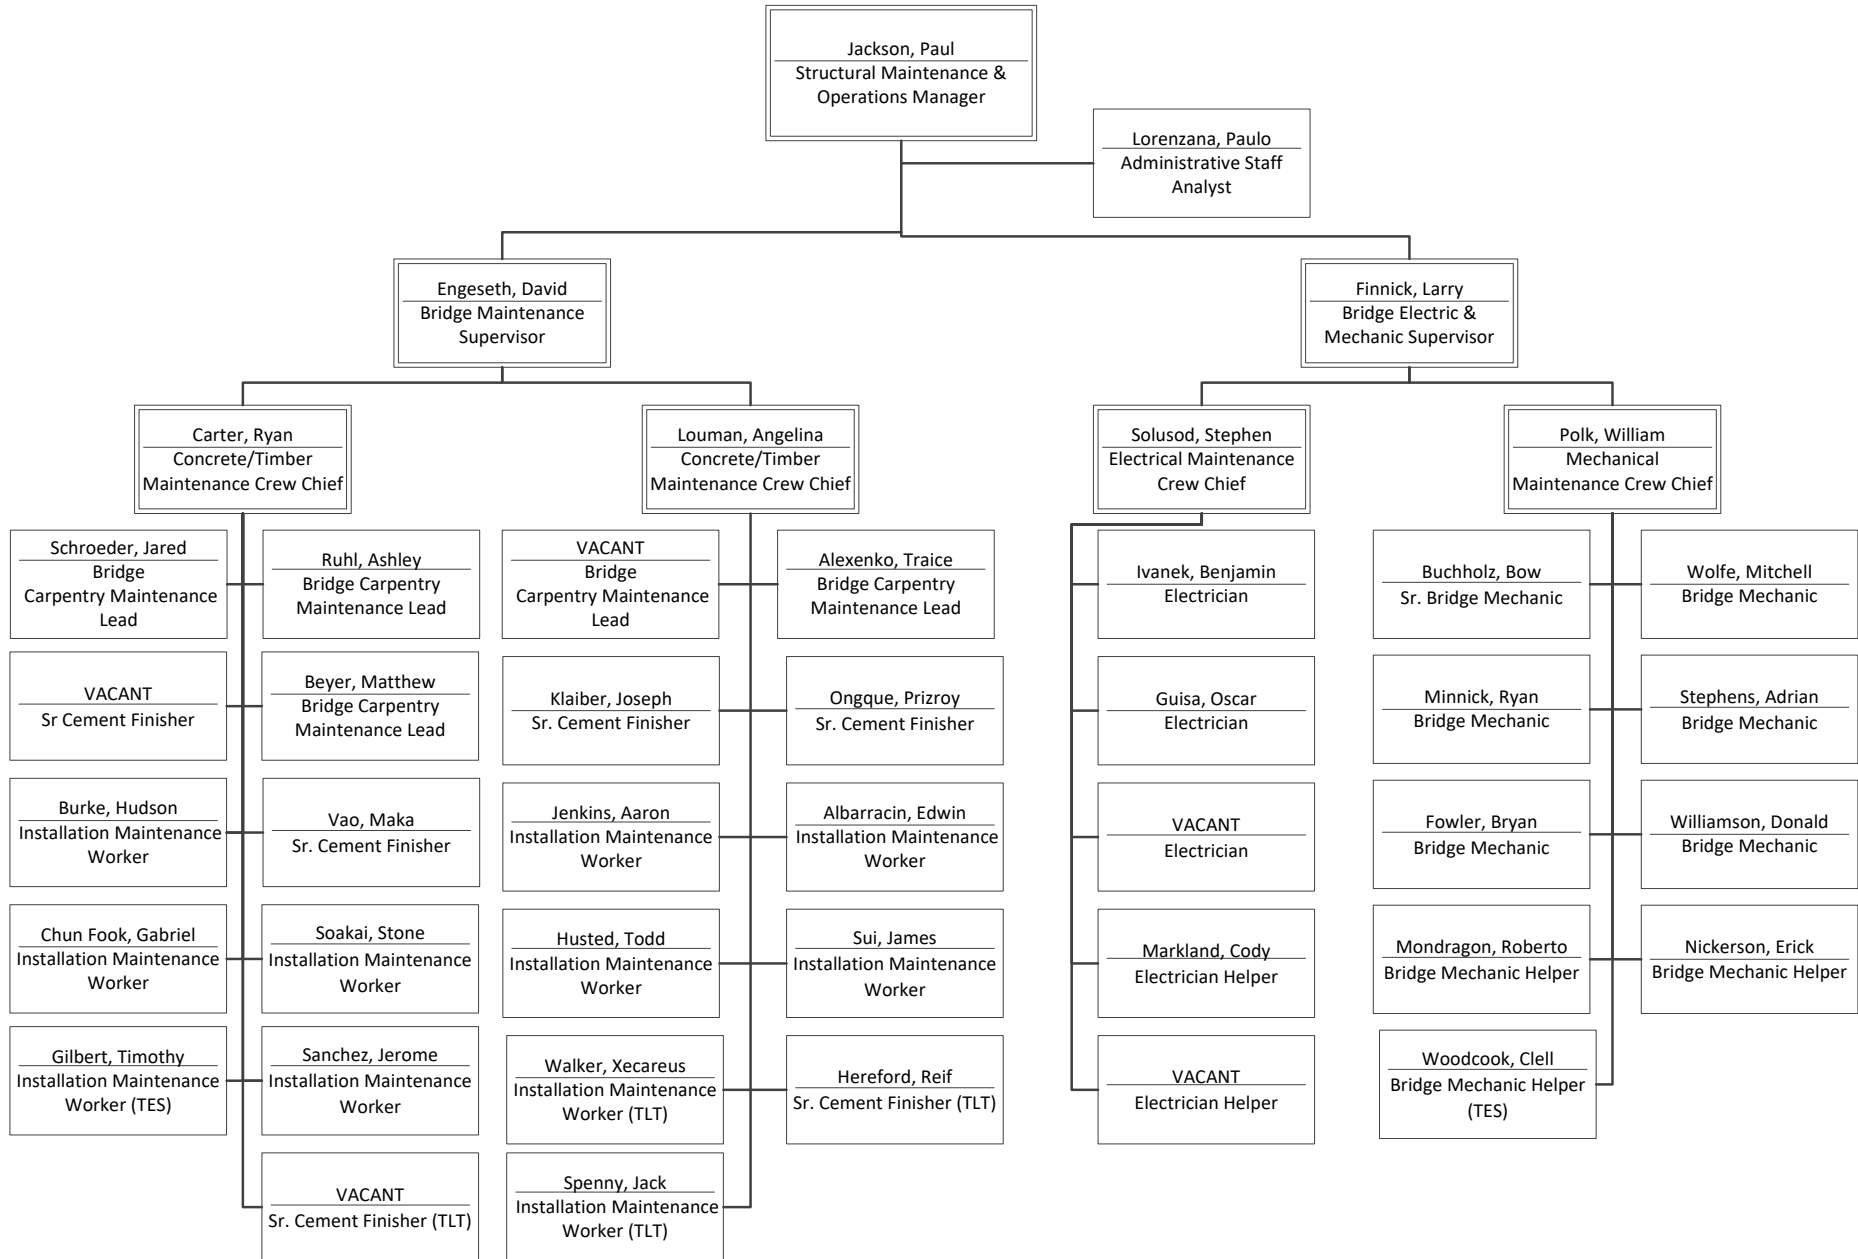 Jackson, Paul
Structural Maintenance &
Operations Manager
Lorenzana, Paulo
Administrative Staff
Analyst
Engeseth, David
Bridge Maintenance
Supervisor
Finnick, Larry
Bridge Electric &
Mechanic Supervisor
Carter, Ryan
Concrete/Timber
Maintenance Crew Chief
Louman, Angelina
Concrete/Timber
Maintenance Crew Chief
Solusod, Stephen
Electrical Maintenance
Crew Chief
Polk, William
Mechanical
Maintenance Crew Chief
Schroeder, Jared
Bridge
Carpentry Maintenance
Lead
Ruhl, Ashley
Bridge Carpentry
Maintenance Lead
VACANT
Bridge
Carpentry Maintenance
Lead
Alexenko, Traice
Bridge Carpentry
Maintenance Lead
Ivanek, Benjamin
Electrician
Buchholz, Bow
Sr. Bridge Mechanic
Wolfe, Mitchell
Bridge Mechanic
VACANT
Sr Cement Finisher
Beyer, Matthew
Bridge Carpentry
Maintenance Lead
Klaiber, Joseph
Sr. Cement Finisher
Ongque, Prizroy
Sr. Cement Finisher
Guisa, Oscar
Electrician
Minnick, Ryan
Bridge Mechanic
Stephens, Adrian
Bridge Mechanic
Burke, Hudson
Installation Maintenance
Worker
Vao, Maka
Sr. Cement Finisher
Jenkins, Aaron
Installation Maintenance
Worker
Albarracin, Edwin
Installation Maintenance
Worker
VACANT
Electrician
Fowler, Bryan
Bridge Mechanic
Williamson, Donald
Bridge Mechanic
Chun Fook, Gabriel
Installation Maintenance
Worker
Soakai, Stone
Installation Maintenance
Worker
Husted, Todd
Installation Maintenance
Worker
Sui, James
Installation Maintenance
Worker
Markland, Cody
Electrician Helper
Mondragon, Roberto
Bridge Mechanic Helper
Nickerson, Erick
Bridge Mechanic Helper
Gilbert, Timothy
Installation Maintenance
Worker (TES)
Sanchez, Jerome
Installation Maintenance
Worker
Walker, Xecareus
Installation Maintenance
Worker (TLT)
Hereford, Reif
Sr. Cement Finisher (TLT)
VACANT
Electrician Helper
Woodcook, Clell
Bridge Mechanic Helper
(TES)
VACANT
Sr. Cement Finisher (TLT)
Spenny, Jack
Installation Maintenance
Worker (TLT)